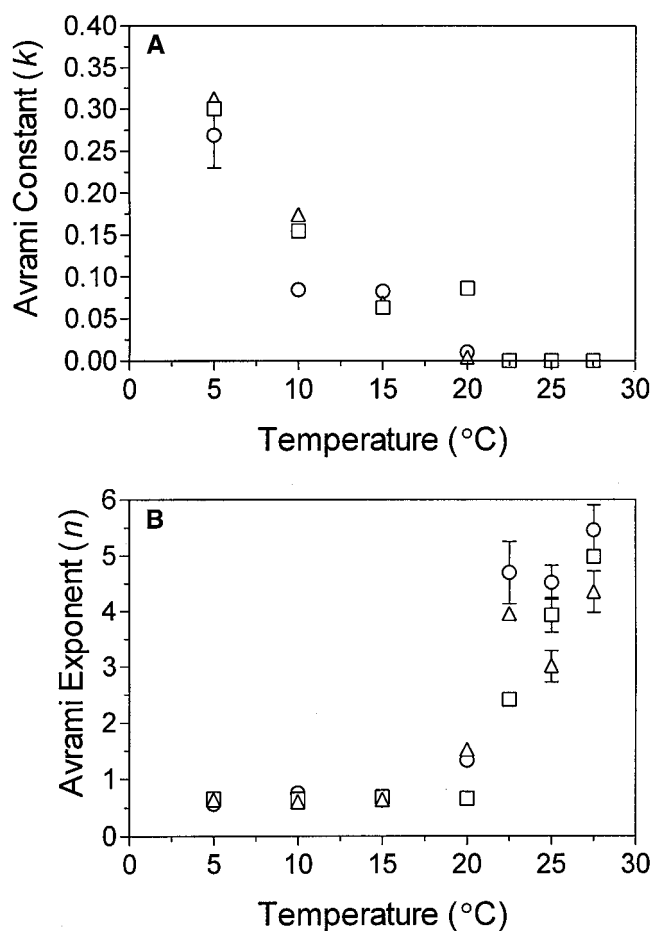 A
Avrami Constant (k)
0.40
0.35
0.30
0.25
0.20
0.15
0.10
0.05
0.00
0 5 10 15 20 25 30
Temperature (°C)
B
Avrami Exponent (n)
6
5
4
3
2
1
0
0 5 10 15 20 25 30
Temperature (°C)